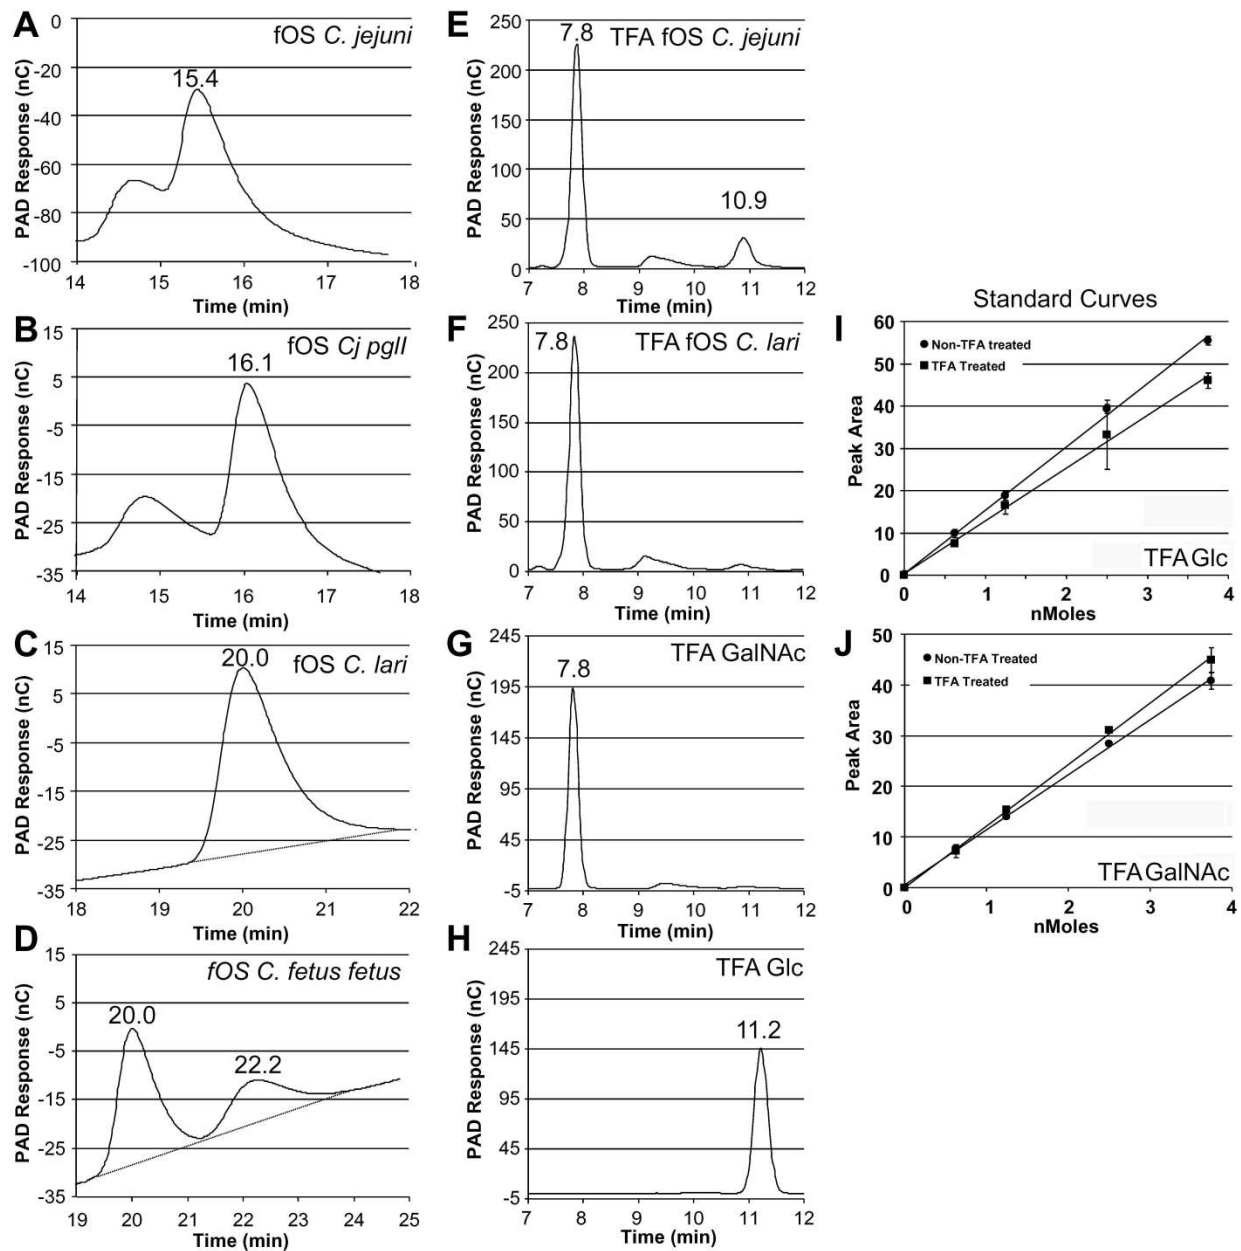 A
fOS C. jejuni
PAD Response (nC)
0
-20
-40
-60
-80
-100
15.4
14 15 16 17 18
Time (min)
B
fOS Cj pglI
PAD Response (nC)
15
5
-5
-15
-25
-35
16.1
14 15 16 17 18
Time (min)
C
fOS C. lari
PAD Response (nC)
15
5
-5
-15
-25
-35
20.0
18 19 20 21 22
Time (min)
D
fOS C. fetus fetus
PAD Response (nC)
15
5
-5
-15
-25
-35
20.0
22.2
19 20 21 22 23 24 25
Time (min)
E
TFA fOS C. jejuni
PAD Response (nC)
250
200
150
100
50
0
7.8
10.9
7 8 9 10 11 12
Time (min)
F
TFA fOS C. lari
PAD Response (nC)
250
200
150
100
50
0
7.8
7 8 9 10 11 12
Time (min)
G
TFA GalNAc
PAD Response (nC)
245
195
145
95
45
-5
7.8
7 8 9 10 11 12
Time (min)
H
TFA Glc
PAD Response (nC)
245
195
145
95
45
-5
11.2
7 8 9 10 11 12
Time (min)
Standard Curves
I
Non-TFA treated
TFA Treated
Peak Area
60
50
40
30
20
10
0
TFA Glc
0 1 2 3 4
nMoles
J
Non-TFA Treated
TFA Treated
Peak Area
50
40
30
20
10
0
TFA GalNAc
0 1 2 3 4
nMoles